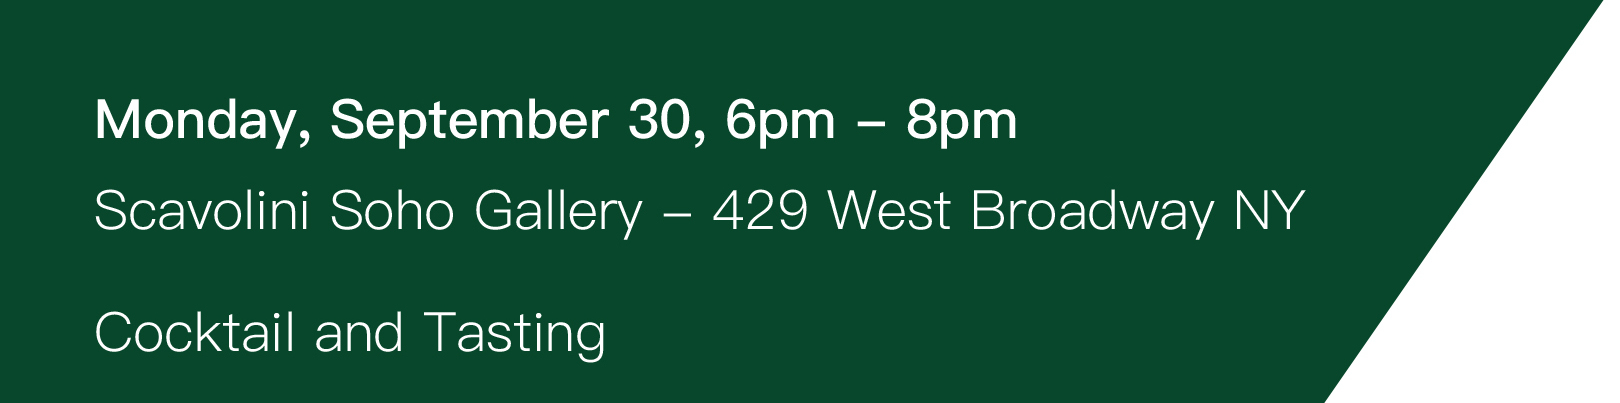 Monday, September 30, 6pm – 8pm
Scavolini Soho Gallery – 429 West Broadway NY
Cocktail and Tasting